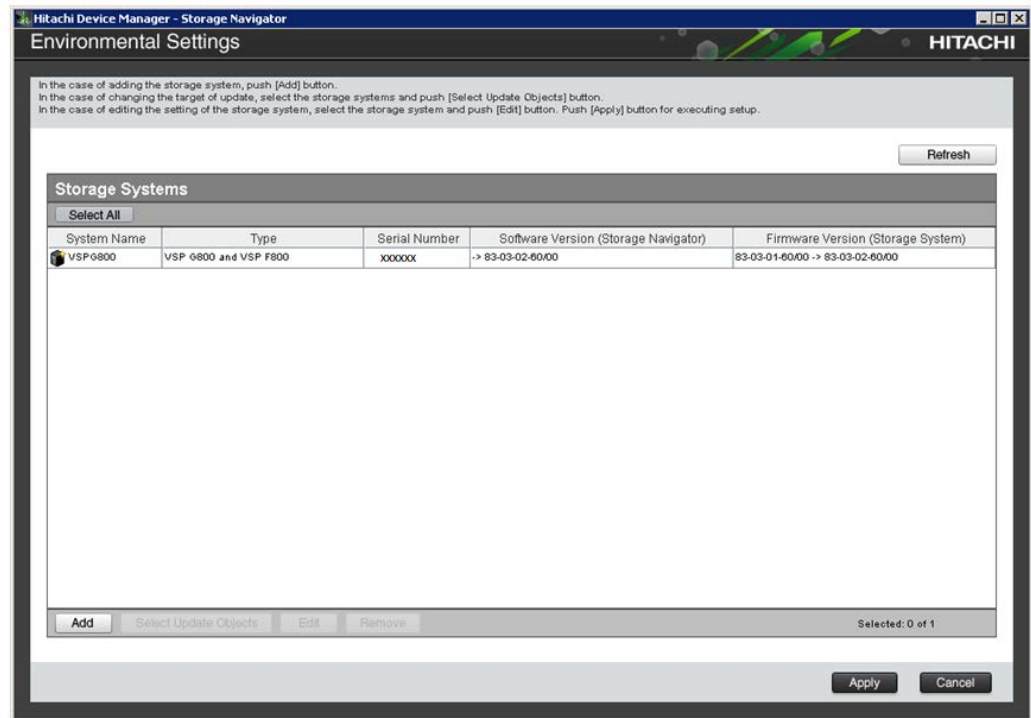 Hitachi Device Manager - Storage Navigator
Environmental Settings
HITACHI
In the case of adding the storage system, push [Add] button.
In the case of changing the target of update, select the storage systems and push [Select Update Objects] button.
In the case of editing the setting of the storage system, select the storage system and push [Edit] button. Push [Apply] button for executing setup.
Refresh
Storage Systems
Select All
System Name Type Serial Number Software Version (Storage Navigator) Firmware Version (Storage System)
VSPG800 VSP G800 and VSP F800 XXXXXX -> 83-03-02-60/00 83-03-01-60/00 -> 83-03-02-60/00
Add Select Update Objects Edit Remove Selected: 0 of 1
Apply Cancel